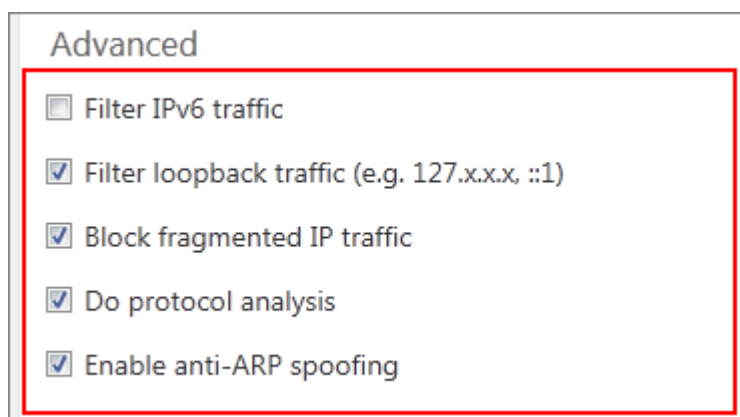 Advanced
Filter IPv6 traffic
Filter loopback traffic (e.g. 127.x.x.x, ::1)
Block fragmented IP traffic
Do protocol analysis
Enable anti-ARP spoofing